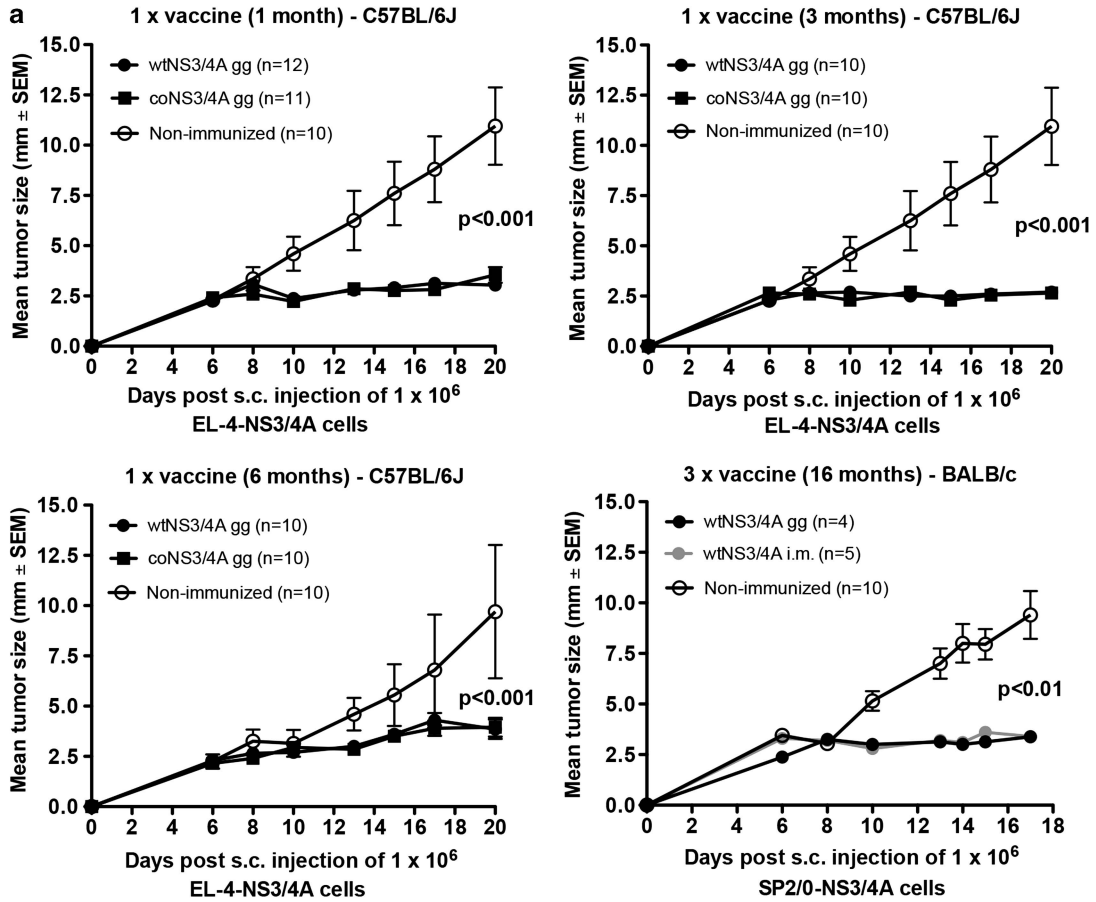 a
1 x vaccine (1 month) - C57BL/6J
Mean tumor size (mm ± SEM)
15.0
12.5
10.0
7.5
5.0
2.5
0.0
wtNS3/4A gg (n=12)
coNS3/4A gg (n=11)
Non-immunized (n=10)
p<0.001
0 2 4 6 8 10 12 14 16 18 20
Days post s.c. injection of 1 x 10⁶
EL-4-NS3/4A cells
1 x vaccine (3 months) - C57BL/6J
Mean tumor size (mm ± SEM)
15.0
12.5
10.0
7.5
5.0
2.5
0.0
wtNS3/4A gg (n=10)
coNS3/4A gg (n=10)
Non-immunized (n=10)
p<0.001
0 2 4 6 8 10 12 14 16 18 20
Days post s.c. injection of 1 x 10⁶
EL-4-NS3/4A cells
1 x vaccine (6 months) - C57BL/6J
Mean tumor size (mm ± SEM)
15.0
12.5
10.0
7.5
5.0
2.5
0.0
wtNS3/4A gg (n=10)
coNS3/4A gg (n=10)
Non-immunized (n=10)
p<0.001
0 2 4 6 8 10 12 14 16 18 20
Days post s.c. injection of 1 x 10⁶
EL-4-NS3/4A cells
3 x vaccine (16 months) - BALB/c
Mean tumor size (mm ± SEM)
15.0
12.5
10.0
7.5
5.0
2.5
0.0
wtNS3/4A gg (n=4)
wtNS3/4A i.m. (n=5)
Non-immunized (n=10)
p<0.01
0 2 4 6 8 10 12 14 16 18
Days post s.c. injection of 1 x 10⁶
SP2/0-NS3/4A cells